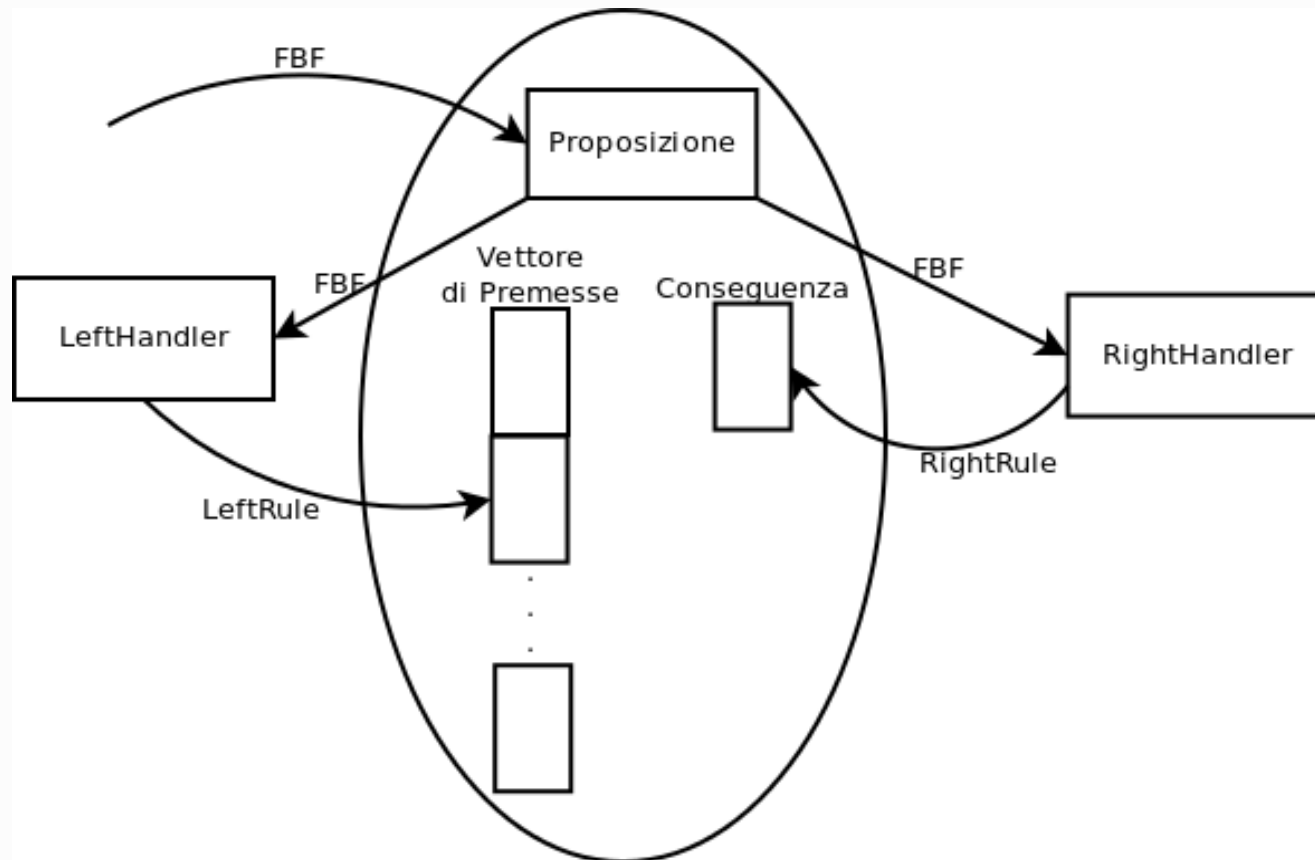 FBF
Proposizione
Vettore
di Premesse
FBF
Conseguenza
FBF
LeftHandler
RightHandler
LeftRule
RightRule